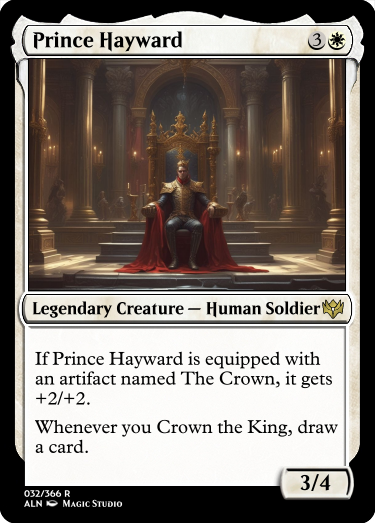 Prince Hayward 3
Legendary Creature — Human Soldier
If Prince Hayward is equipped with
an artifact named The Crown, it gets
+2/+2.
Whenever you Crown the King, draw
a card.
3/4
032/366 R
ALN Magic Studio